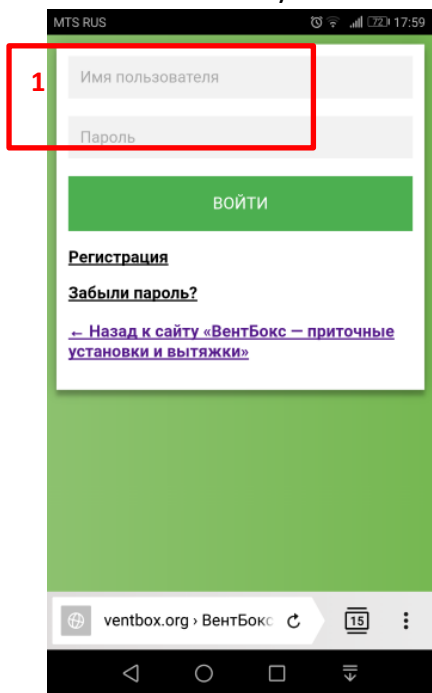 MTS RUS 72 17:59
1
Имя пользователя
Пароль
ВОЙТИ
Регистрация
Забыли пароль?
← Назад к сайту «ВентБокс — приточные
установки и вытяжки»
ventbox.org › ВентБокс 15